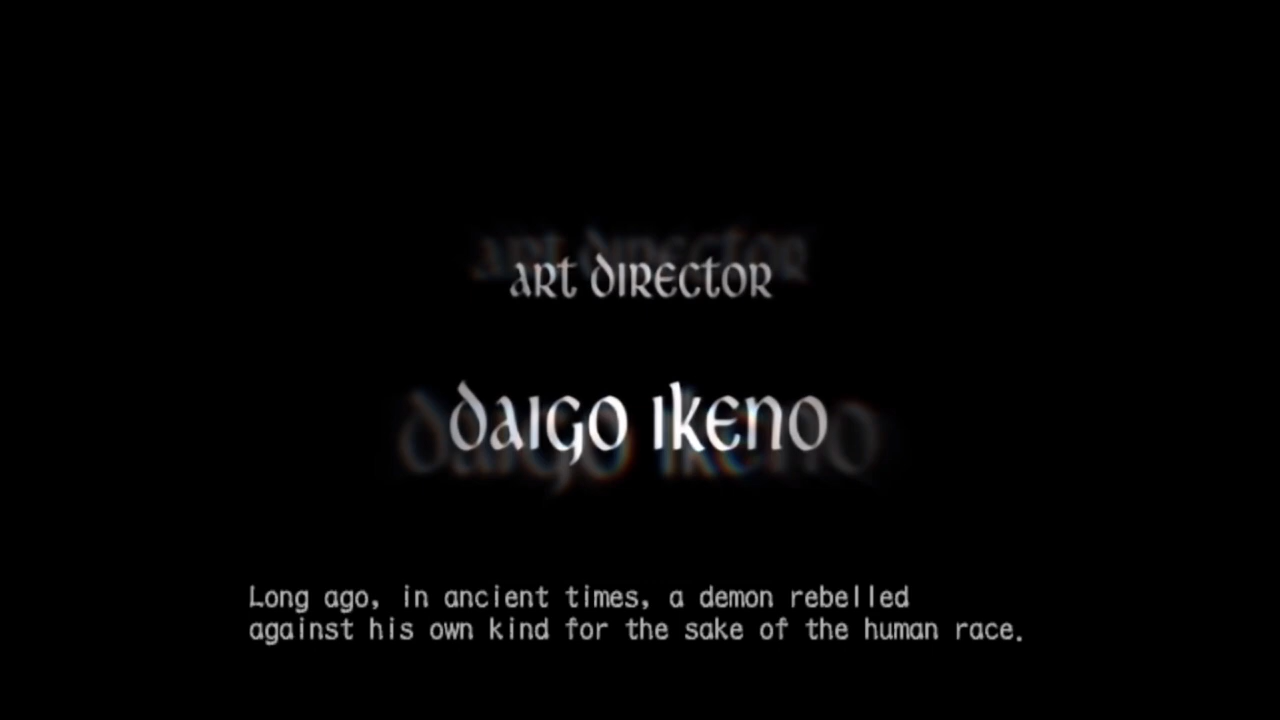 art director
daigo ikeno
Long ago, in ancient times, a demon rebelled
against his own kind for the sake of the human race.